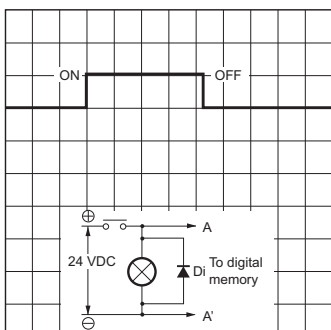 ON OFF
⊕
A
24 VDC
Di
To digital
memory
⊖
A'